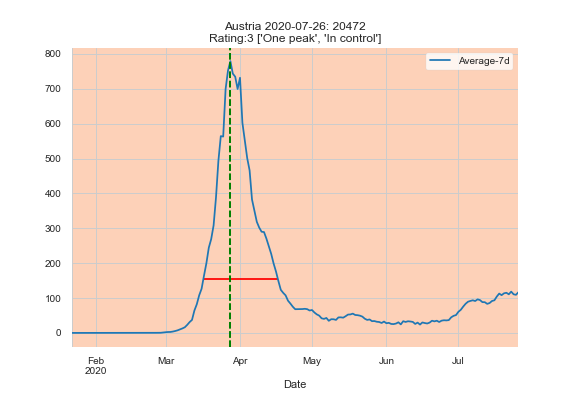 Austria 2020-07-26: 20472
Rating:3 ['One peak', 'In control']
Average-7d
800
700
600
500
400
300
200
100
0
Feb
2020
Mar
Apr
May
Jun
Jul
Date